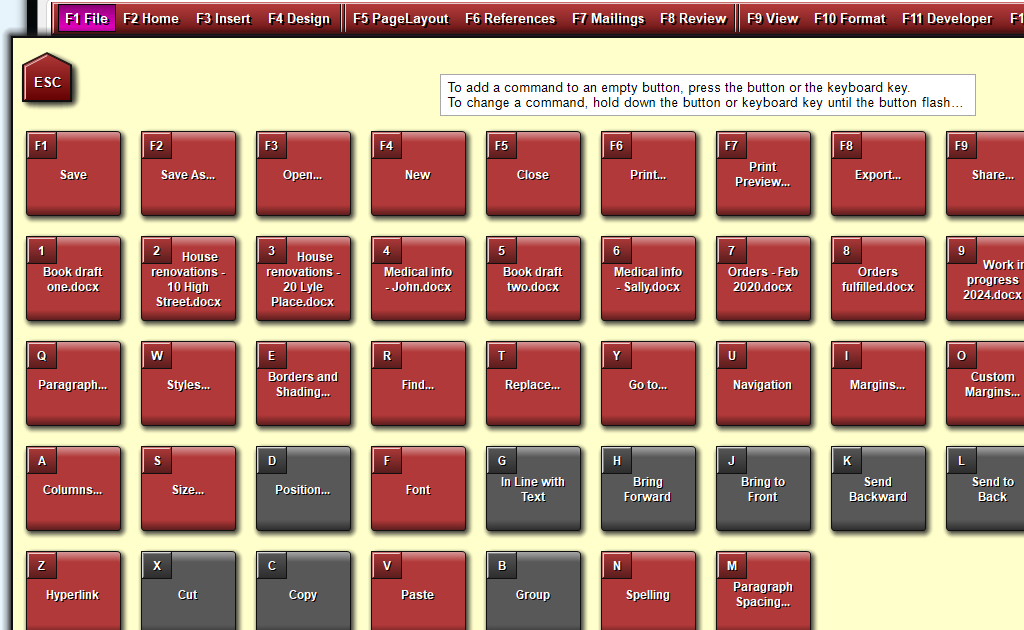 F1 File F2 Home F3 Insert F4 Design F5 PageLayout F6 References F7 Mailings F8 Review F9 View F10 Format F11 Developer F1
ESC
To add a command to an empty button, press the button or the keyboard key.
To change a command, hold down the button or keyboard key until the button flash...
F1 F2 F3 F4 F5 F6 F7 F8 F9
Save Save As... Open... New Close Print... Print Preview... Export... Share...
1 Book draft one.docx
2 House renovations - 10 High Street.docx
3 House renovations - 20 Lyle Place.docx
4 Medical info - John.docx
5 Book draft two.docx
6 Medical info - Sally.docx
7 Orders - Feb 2020.docx
8 Orders fulfilled.docx
9 Work in progress 2024.docx
Q Paragraph...
W Styles...
E Borders and Shading...
R Find...
T Replace...
Y Go to...
U Navigation
I Margins...
O Custom Margins...
A Columns...
S Size...
D Position...
F Font
G In Line with Text
H Bring Forward
J Bring to Front
K Send Backward
L Send to Back
Z Hyperlink
X Cut
C Copy
V Paste
B Group
N Spelling
M Paragraph Spacing...